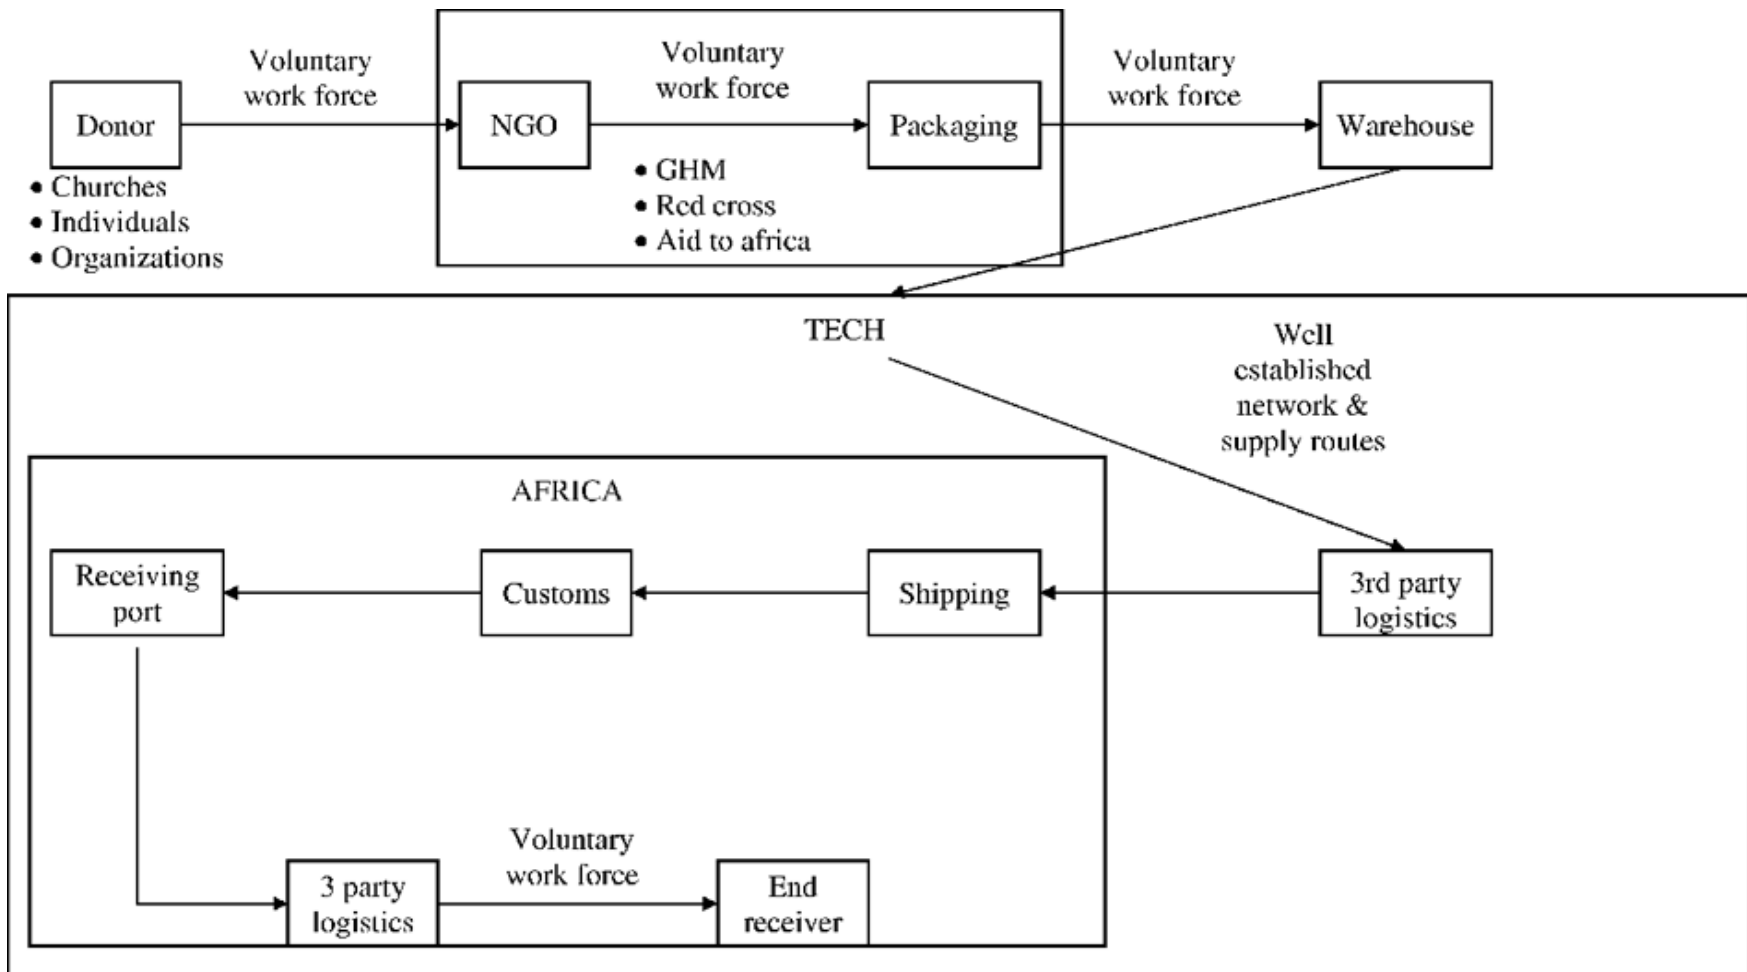 Voluntary
work force
Voluntary
work force
Voluntary
work force
Donor
NGO
Packaging
Warehouse
• Churches
• Individuals
• Organizations
• GHM
• Red cross
• Aid to africa
TECH
Well
established
network &
supply routes
AFRICA
Receiving
port
Customs
Shipping
3rd party
logistics
3 party
logistics
Voluntary
work force
End
receiver